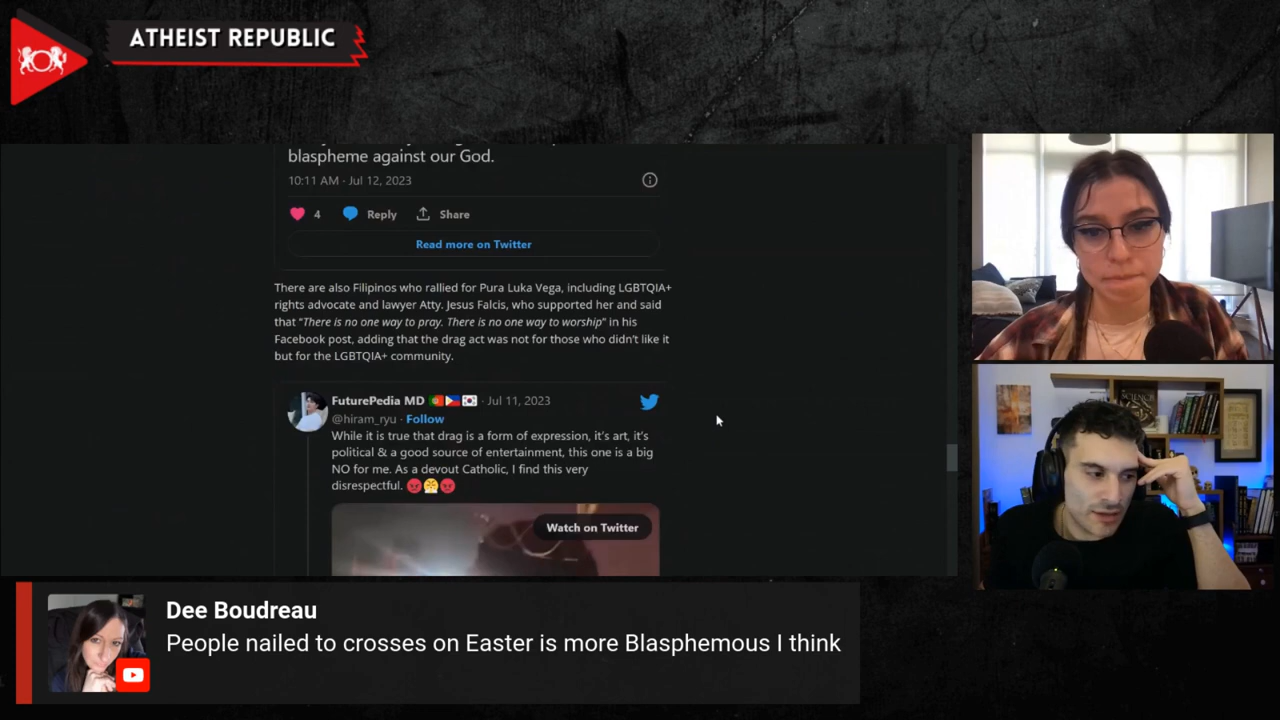 ATHEIST REPUBLIC
blaspheme against our God.
10:11 AM · Jul 12, 2023
4 Reply Share
Read more on Twitter
There are also Filipinos who rallied for Pura Luka Vega, including LGBTQIA+
rights advocate and lawyer Atty. Jesus Falcis, who supported her and said
that “There is no one way to pray. There is no one way to worship” in his
Facebook post, adding that the drag act was not for those who didn’t like it
but for the LGBTQIA+ community.
FuturePedia MD 🇵🇹🇵🇭🇰🇷 · Jul 11, 2023
@hiram_ryu · Follow
While it is true that drag is a form of expression, it’s art, it’s
political & a good source of entertainment, this one is a big
NO for me. As a devout Catholic, I find this very
disrespectful. 😡😤😡
Watch on Twitter
SCIENCE
Dee Boudreau
People nailed to crosses on Easter is more Blasphemous I think